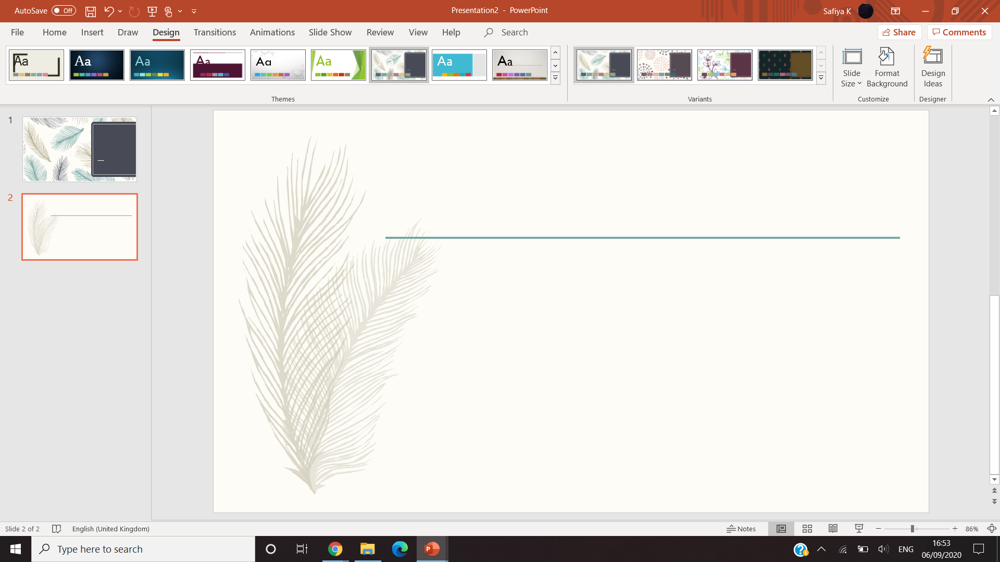 AutoSave Off
Presentation2 - PowerPoint
Safiya K
File Home Insert Draw Design Transitions Animations Slide Show Review View Help Search
Share Comments
Aa Aa Aa Aa Aa Aa Aa Aa Aa
Slide Size
Format Background
Design Ideas
Themes
Variants
Customize
Designer
1
2
Slide 2 of 2 English (United Kingdom)
Notes
86%
Type here to search
ENG
16:53
06/09/2020